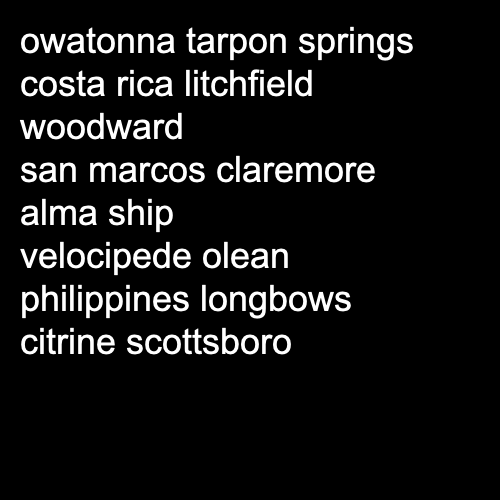 owatonna tarpon springs
costa rica litchfield
woodward
san marcos claremore
alma ship
velocipede olean
philippines longbows
citrine scottsboro